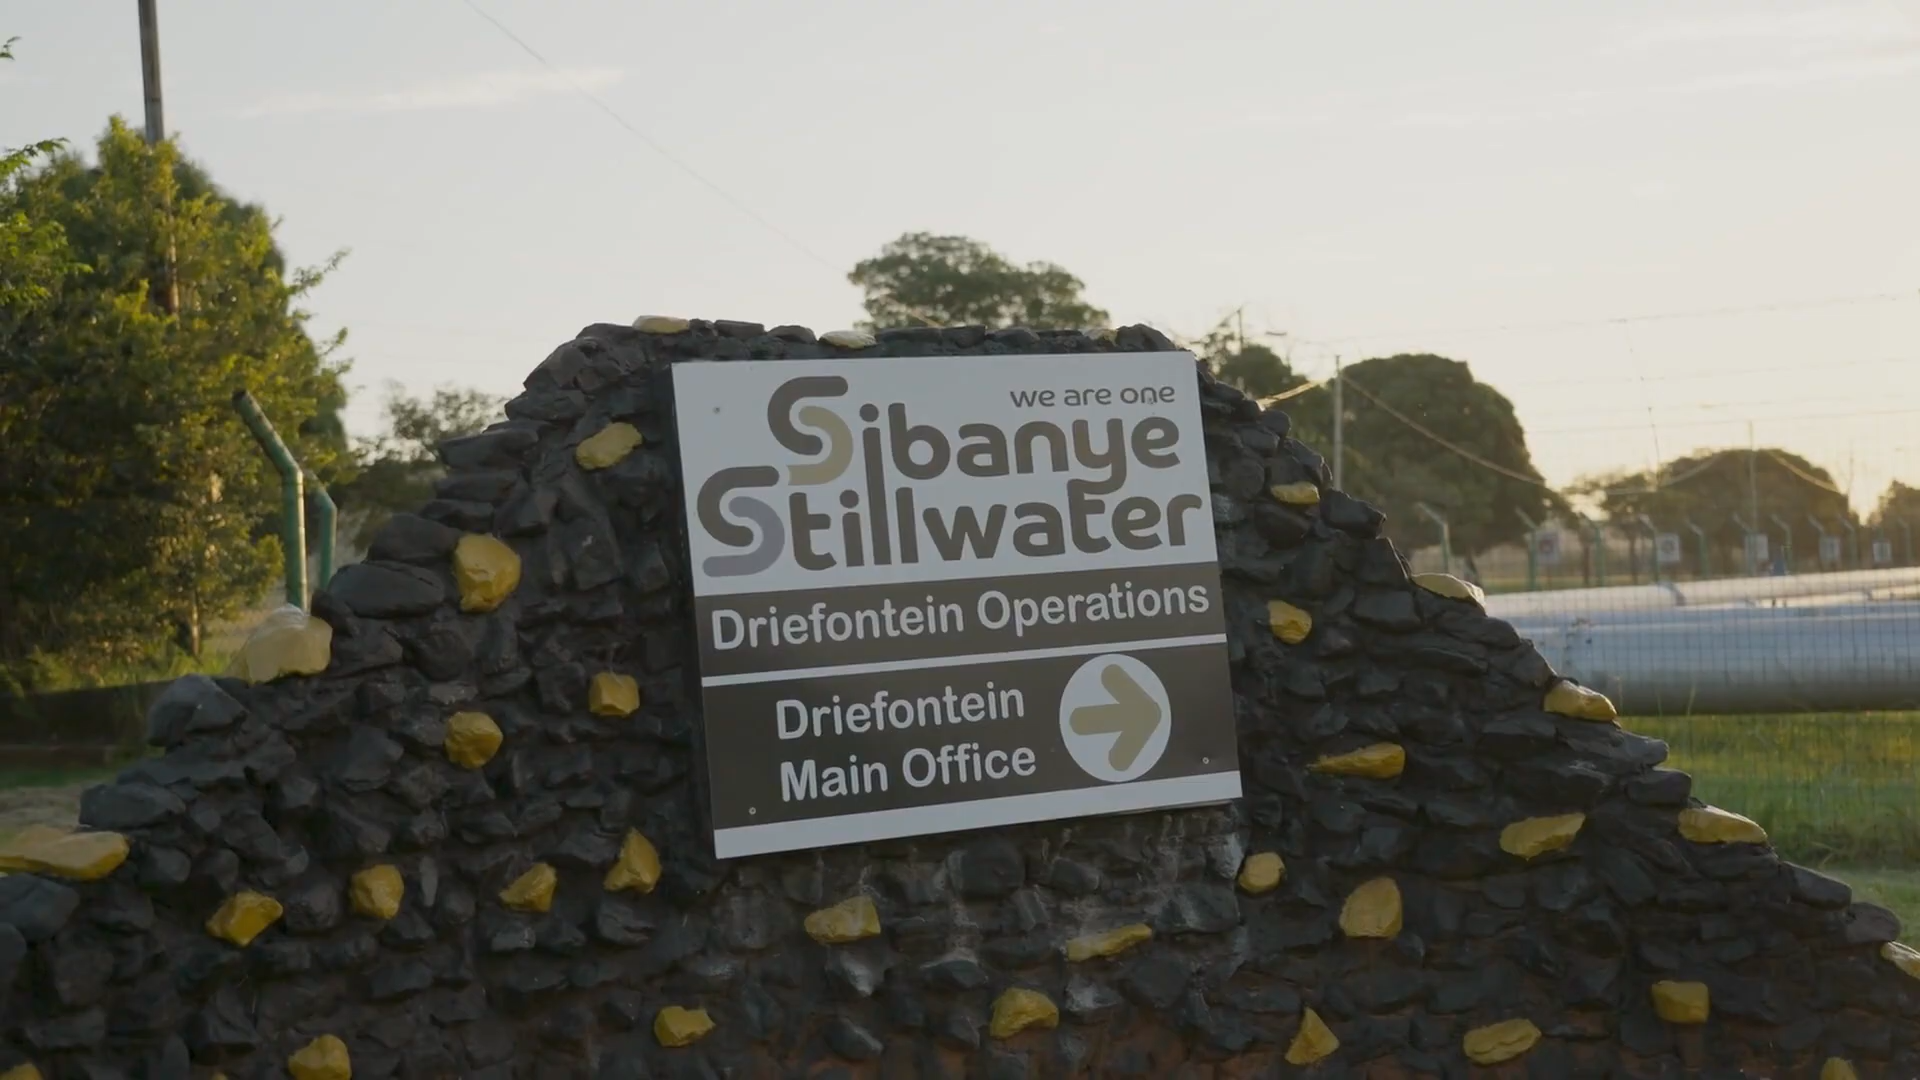 we are one
Sibanye
Stillwater
Driefontein Operations
Driefontein
Main Office